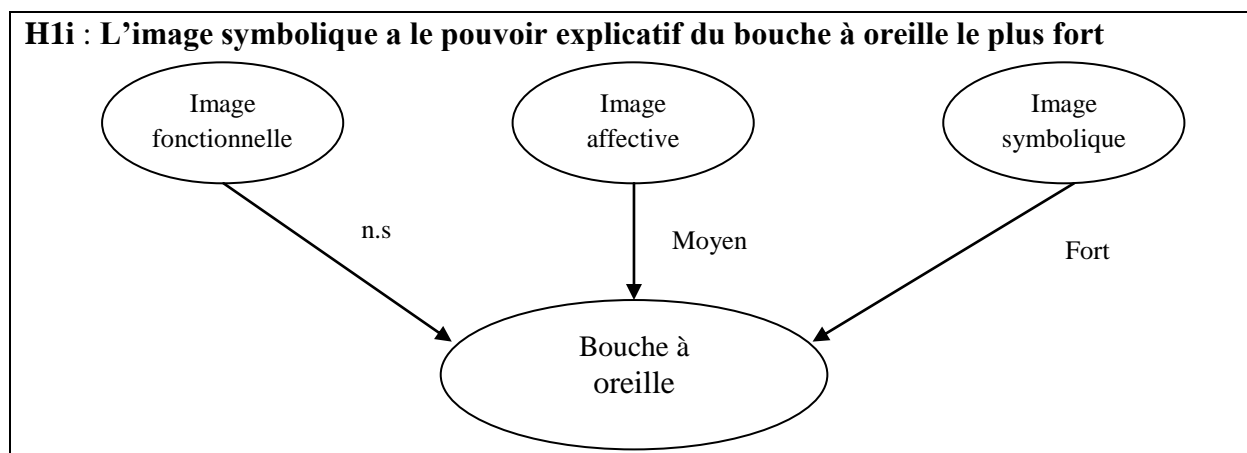 H1i : L’image symbolique a le pouvoir explicatif du bouche à oreille le plus fort
Image
fonctionnelle
Image
affective
Image
symbolique
n.s
Moyen
Fort
Bouche à
oreille